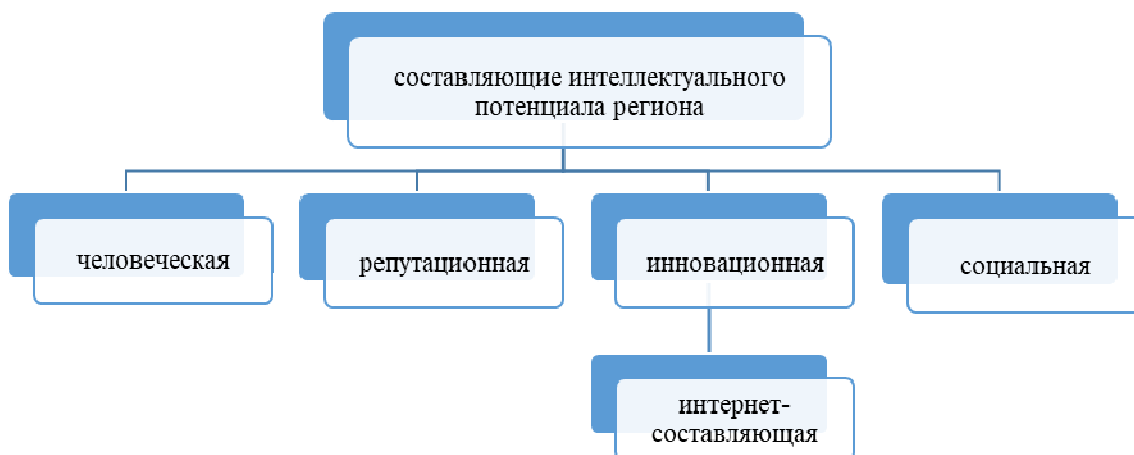 составляющие интеллектуального
потенциала региона
человеческая
репутационная
инновационная
социальная
интернет-
составляющая